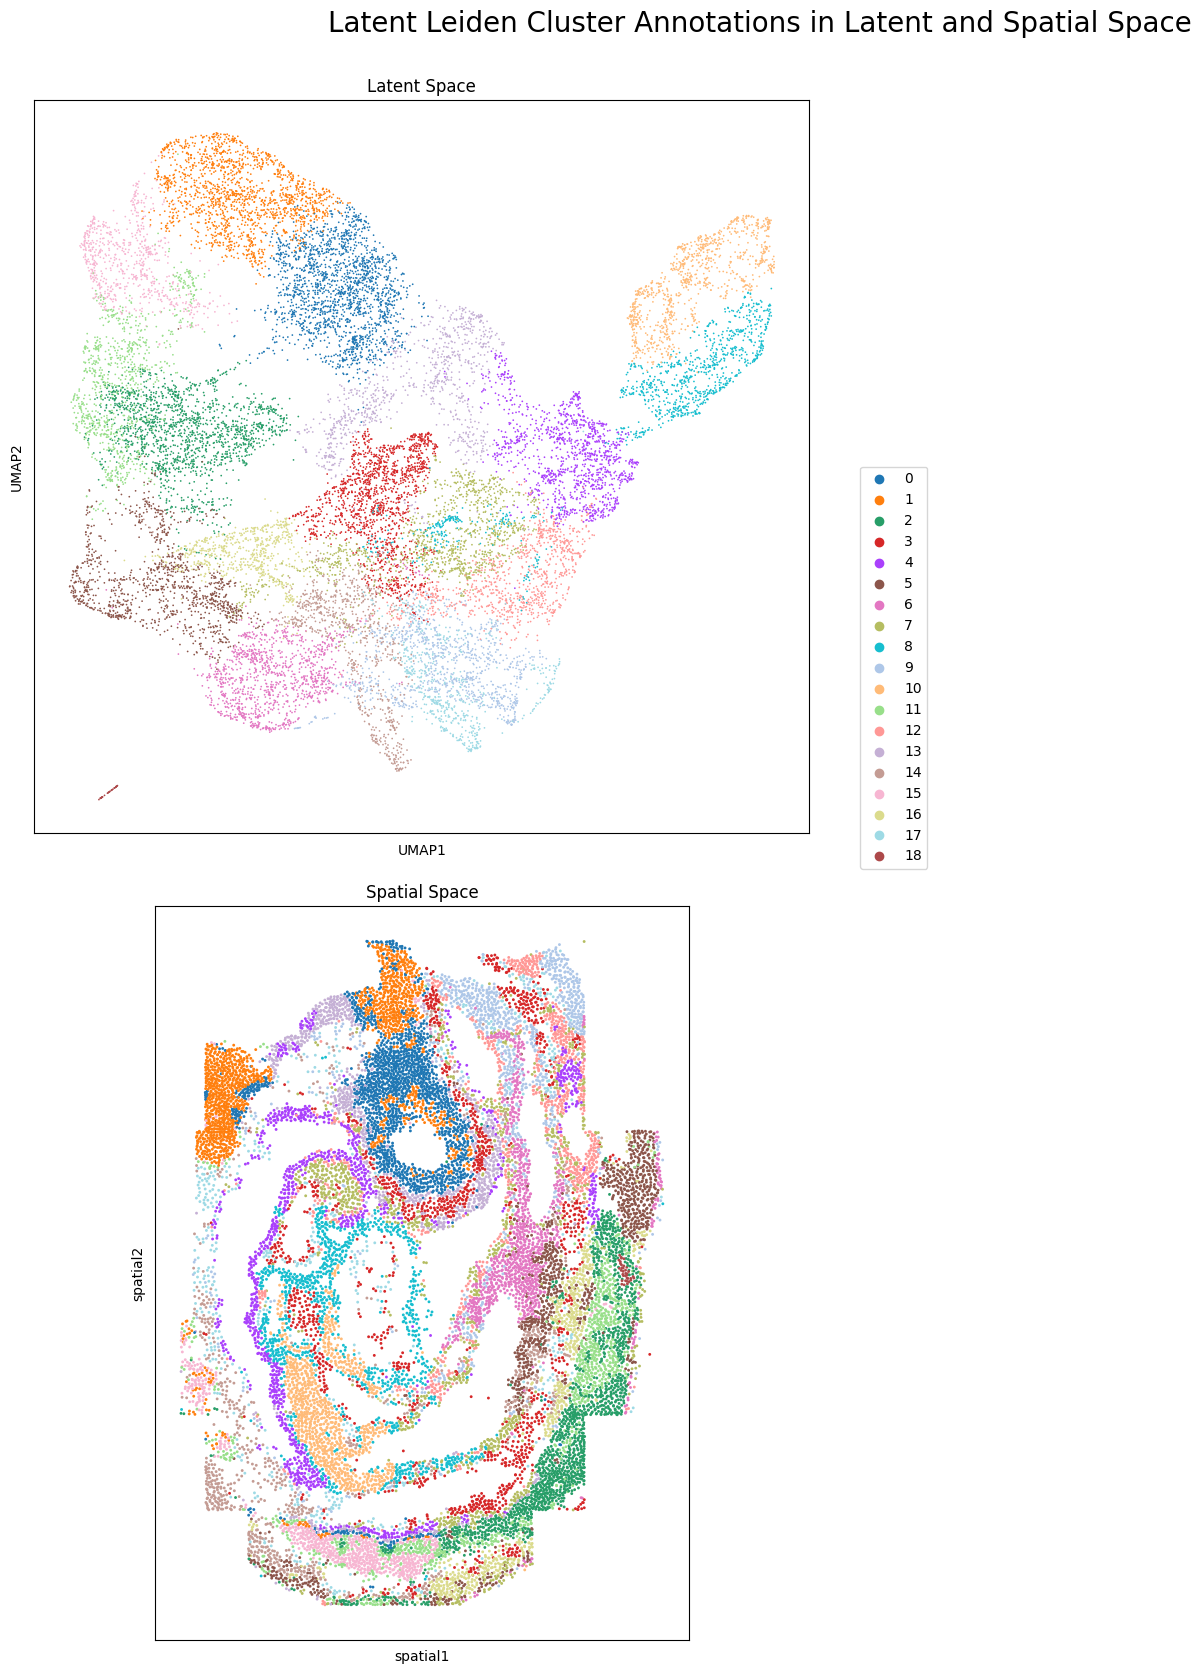 Latent Leiden Cluster Annotations in Latent and Spatial Space
Latent Space
UMAP2
UMAP1
0
1
2
3
4
5
6
7
8
9
10
11
12
13
14
15
16
17
18
Spatial Space
spatial2
spatial1